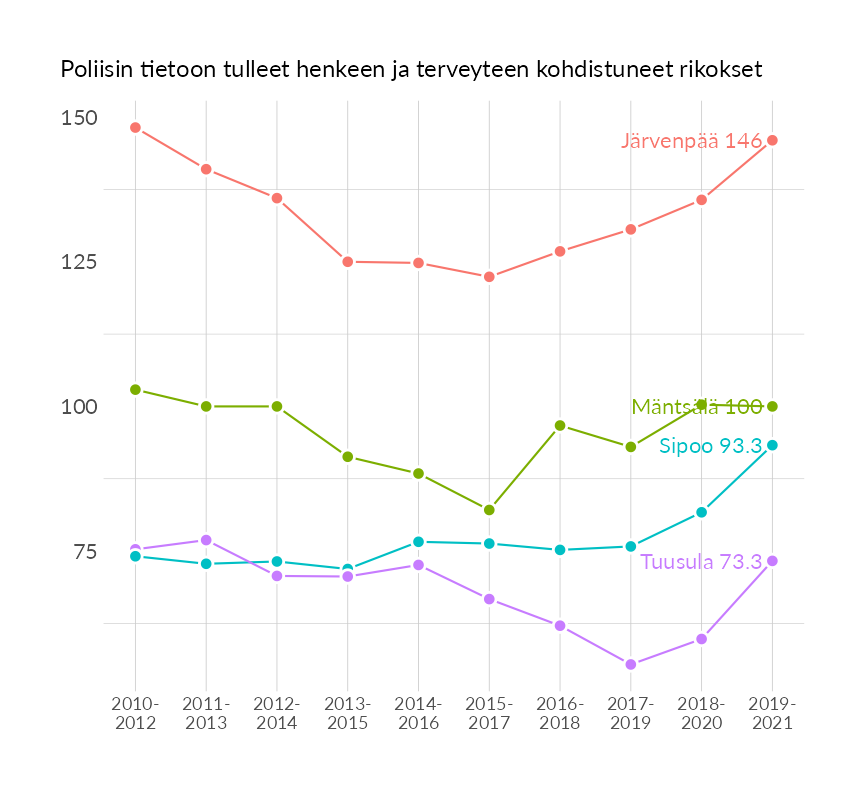 Poliisin tietoon tulleet henkeen ja terveyteen kohdistuneet rikokset
150
Järvenpää 146
125
100
Mäntsälä 100
Sipoo 93.3
75
Tuusula 73.3
2010- 2011- 2012- 2013- 2014- 2015- 2016- 2017- 2018- 2019-
2012 2013 2014 2015 2016 2017 2018 2019 2020 2021